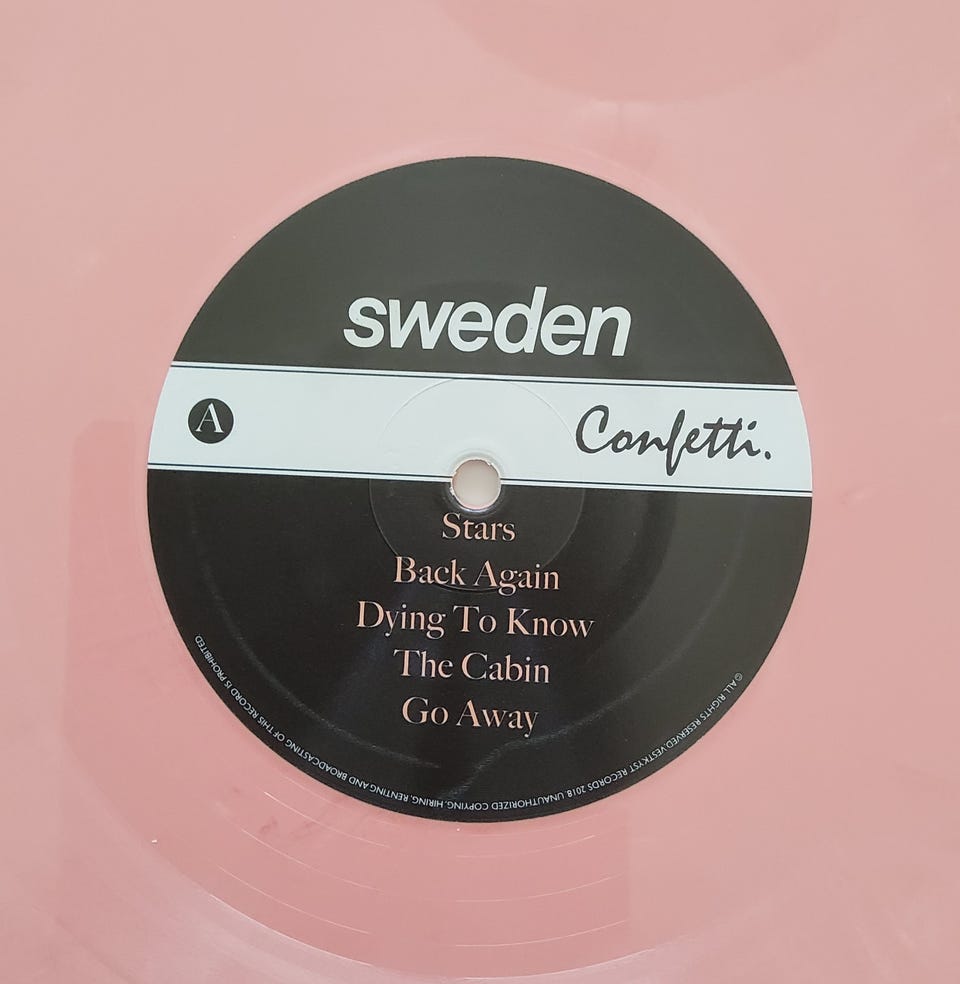 sweden
A
Confetti.
Stars
Back Again
Dying To Know
The Cabin
Go Away
© ALL RIGHTS RESERVED VESTKYST RECORDS 2018. UNAUTHORIZED COPYING, HIRING, RENTING AND BROADCASTING OF THIS RECORD IS PROHIBITED.